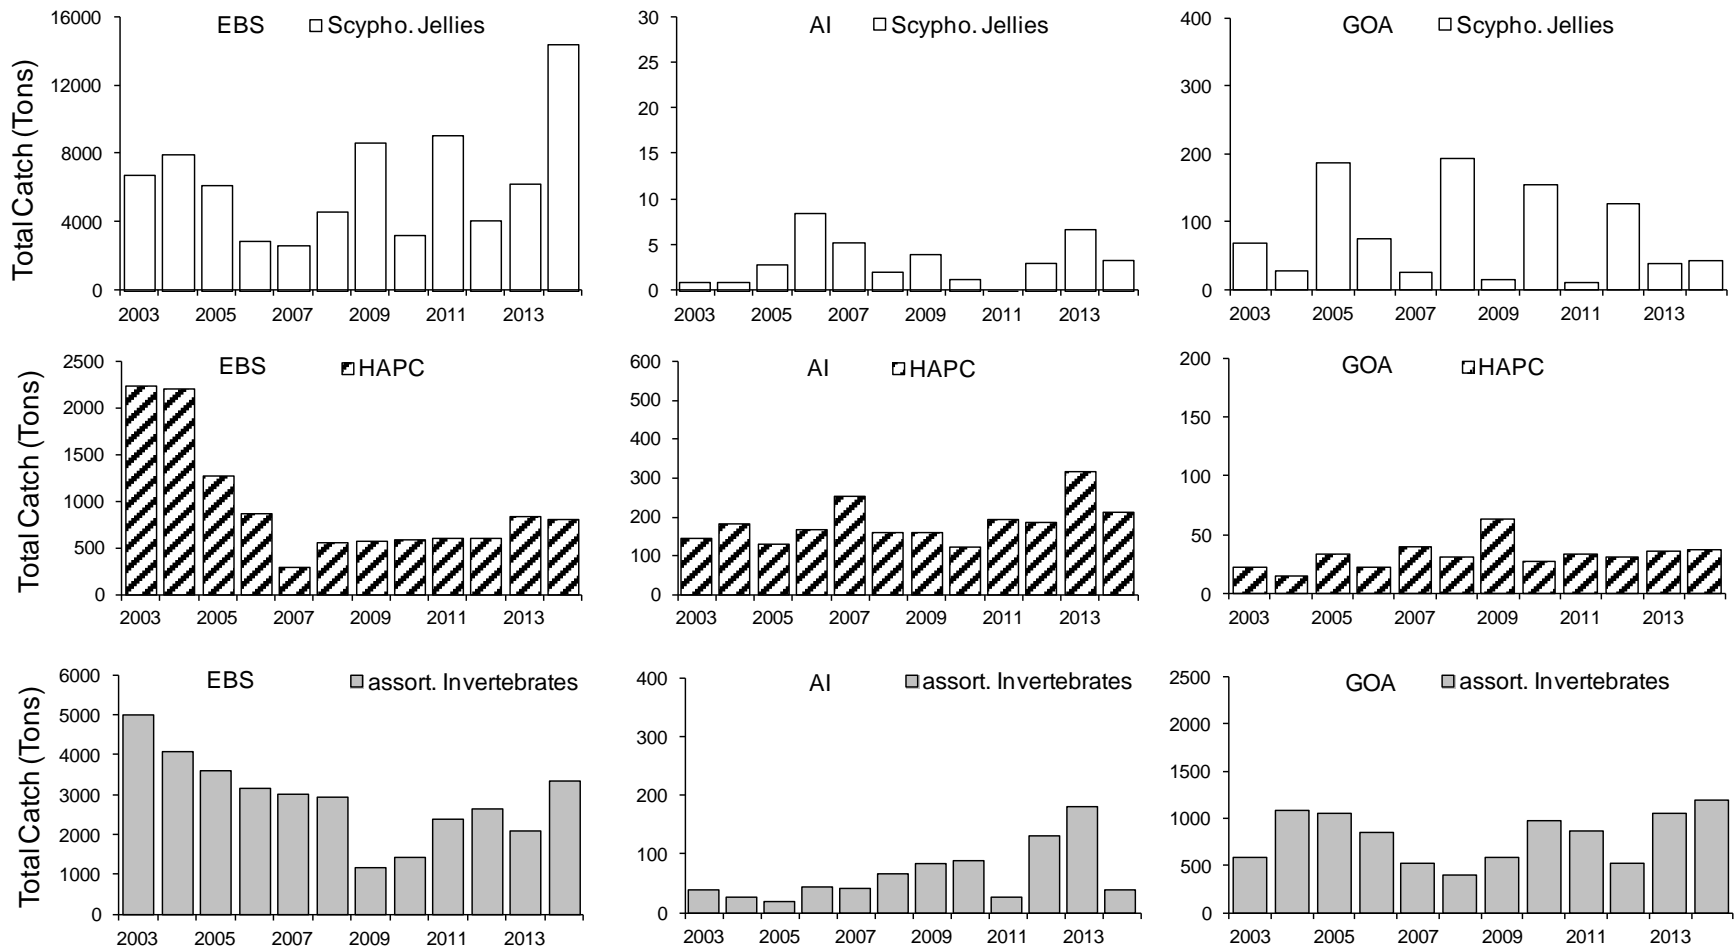 EBS Scypho. Jellies
Total Catch (Tons)
16000
12000
8000
4000
0
2003 2005 2007 2009 2011 2013
AI Scypho. Jellies
30
25
20
15
10
5
0
2003 2005 2007 2009 2011 2013
GOA Scypho. Jellies
400
300
200
100
0
2003 2005 2007 2009 2011 2013
EBS HAPC
Total Catch (Tons)
2500
2000
1500
1000
500
0
2003 2005 2007 2009 2011 2013
AI HAPC
600
500
400
300
200
100
0
2003 2005 2007 2009 2011 2013
GOA HAPC
200
150
100
50
0
2003 2005 2007 2009 2011 2013
EBS assort. Invertebrates
Total Catch (Tons)
6000
5000
4000
3000
2000
1000
0
2003 2005 2007 2009 2011 2013
AI assort. Invertebrates
400
300
200
100
0
2003 2005 2007 2009 2011 2013
GOA assort. Invertebrates
2500
2000
1500
1000
500
0
2003 2005 2007 2009 2011 2013